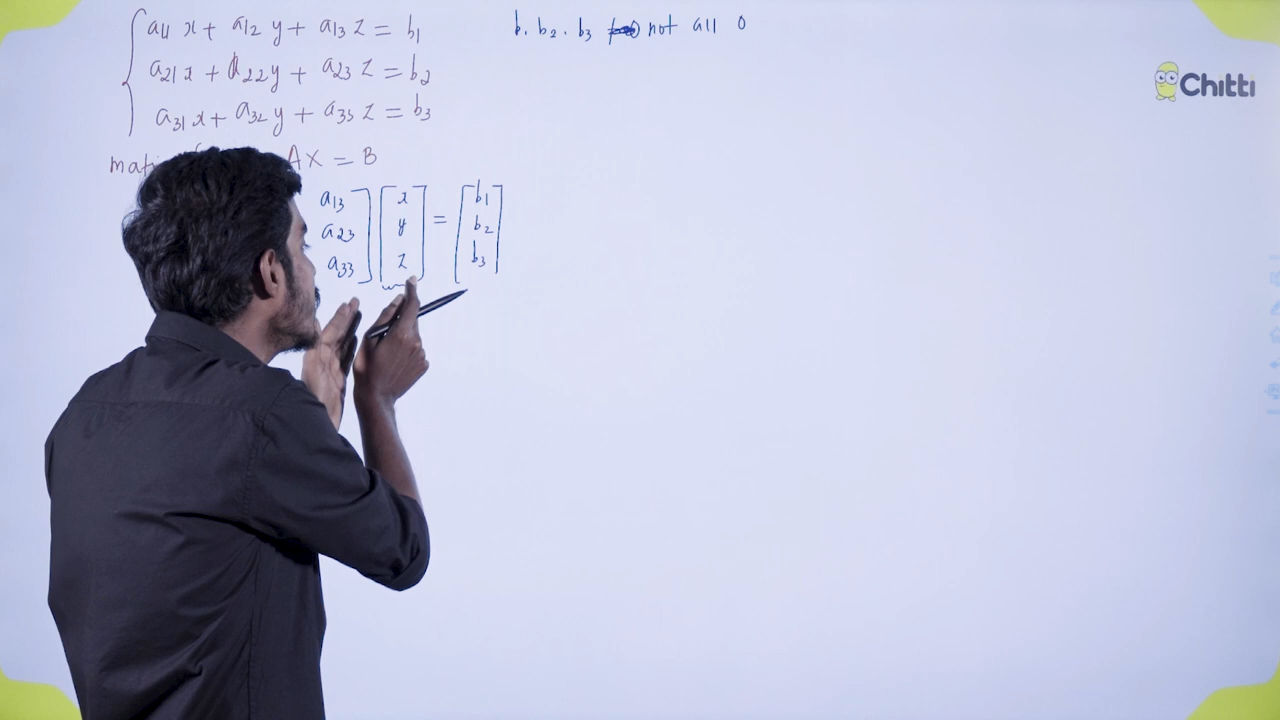 a11 x + a12 y + a13 z = b1
b1 b2 . b3 not all 0
a21 x + a22 y + a23 z = b2
a31 x + a32 y + a33 z = b3
AX = B
a13 x b1
a23 y = b2
a33 z b3
Chitti